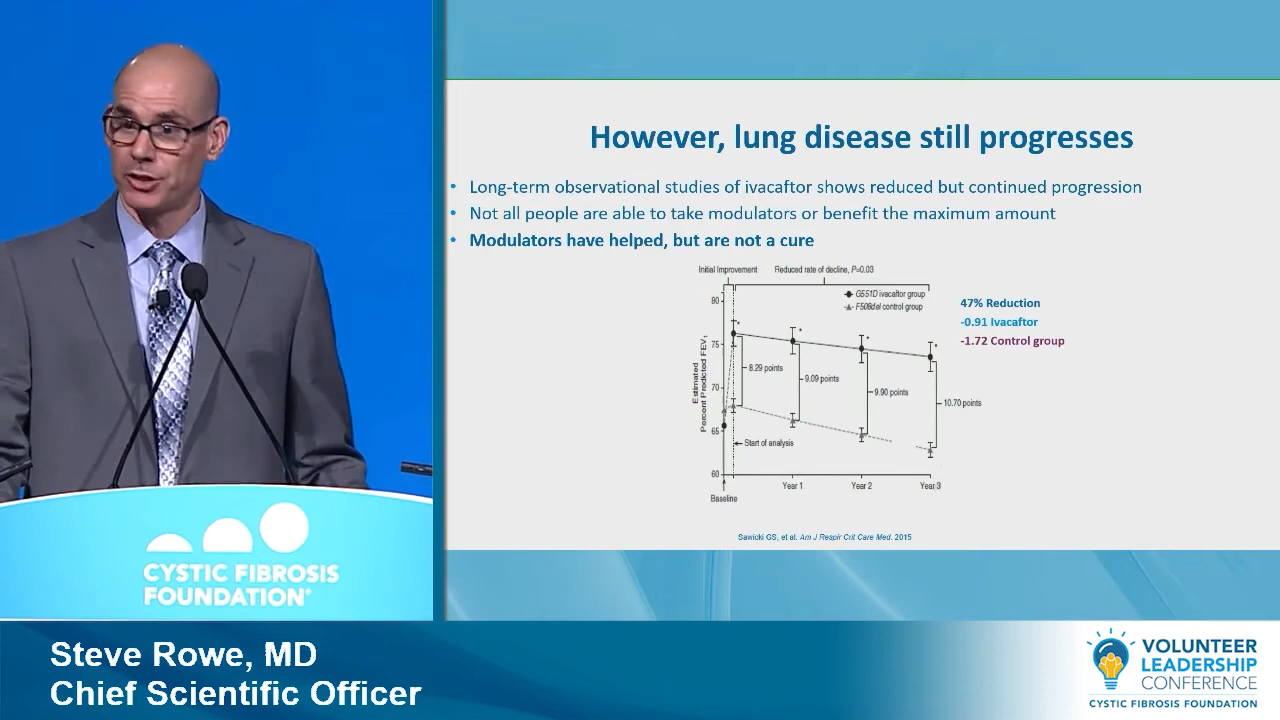 However, lung disease still progresses
• Long-term observational studies of ivacaftor shows reduced but continued progression
• Not all people are able to take modulators or benefit the maximum amount
• Modulators have helped, but are not a cure
Initial Improvement
Reduced rate of decline, P=0.03
G551D ivacaftor group
F508del control group
80
75
70
65
60
Estimated
Percent Predicted FEV₁
8.29 points
9.09 points
9.90 points
10.70 points
Start of analysis
Baseline
Year 1
Year 2
Year 3
47% Reduction
-0.91 Ivacaftor
-1.72 Control group
Sawicki GS, et al. Am J Respir Crit Care Med. 2015
CYSTIC FIBROSIS
FOUNDATION®
Steve Rowe, MD
Chief Scientific Officer
VOLUNTEER
LEADERSHIP
CONFERENCE
CYSTIC FIBROSIS FOUNDATION